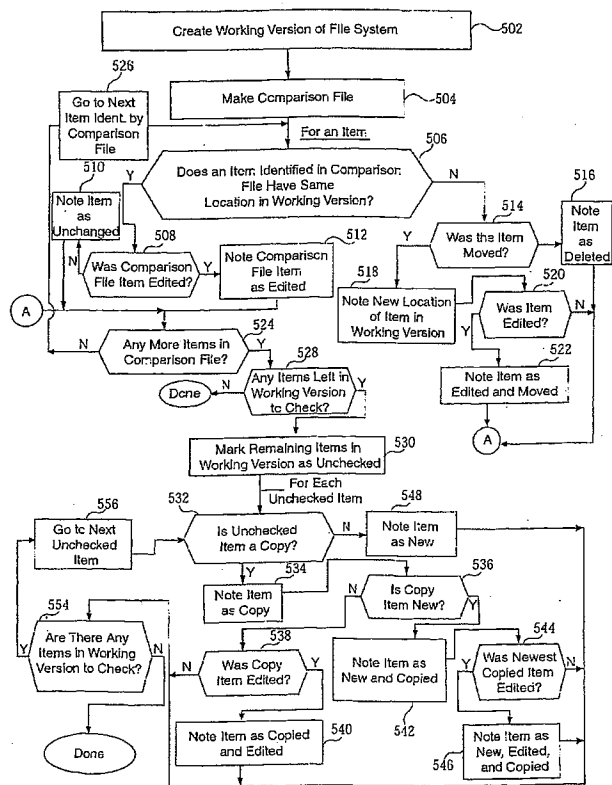 Create Working Version of File System
502
526
Go to Next
Item Ident. by
Comparison
File
Make Comparison File
504
For an Item
506
Does an Item Identified in Comparison
File Have Same
Location in Working Version?
Y
N
510
Note Item
as
Unchanged
508
Was Comparison
File Item Edited?
N
Y
512
Note Comparison
File Item
as Edited
514
Was the Item
Moved?
Y
516
Note
Item
as
Deleted
518
Note New Location
of Item in
Working Version
520
Was Item
Edited?
N
Y
522
Note Item as
Edited and Moved
A
A
524
Any More Items in
Comparison File?
N
Y
528
Any Items Left in
Working Version
to Check?
N
Y
Done
Mark Remaining Items in
Working Version as Unchecked
530
For Each
Unchecked Item
556
Go to Next
Unchecked
Item
532
Is Unchecked
Item a Copy?
N
Y
548
Note Item
as New
534
Note Item
as Copy
536
Is Copy
Item New?
N
Y
554
Are There Any
Items in Working
Version to Check?
Y
N
538
Was Copy
Item Edited?
N
Y
Note Item as
New and Copied
542
544
Was Newest
Copied Item
Edited?
Y
N
Done
Note Item as Copied
and Edited
540
546
Note Item as
New, Edited,
and Copied